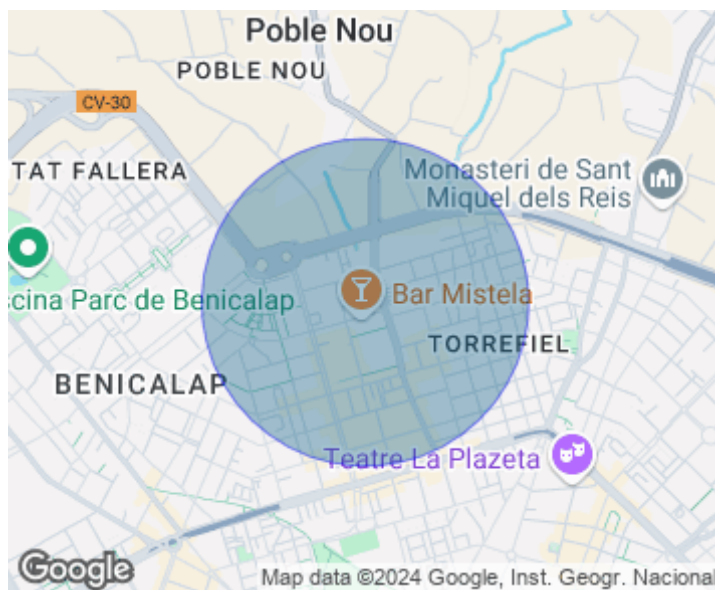 Poble Nou
POBLE NOU
CV-30
TAT FALLERA
Monasteri de Sant
Miquel dels Reis
cina Parc de Benicalap
Bar Mistela
TORREFIEL
BENICALAP
Teatre La Plazeta
Google
Map data ©2024 Google, Inst. Geogr. Nacional